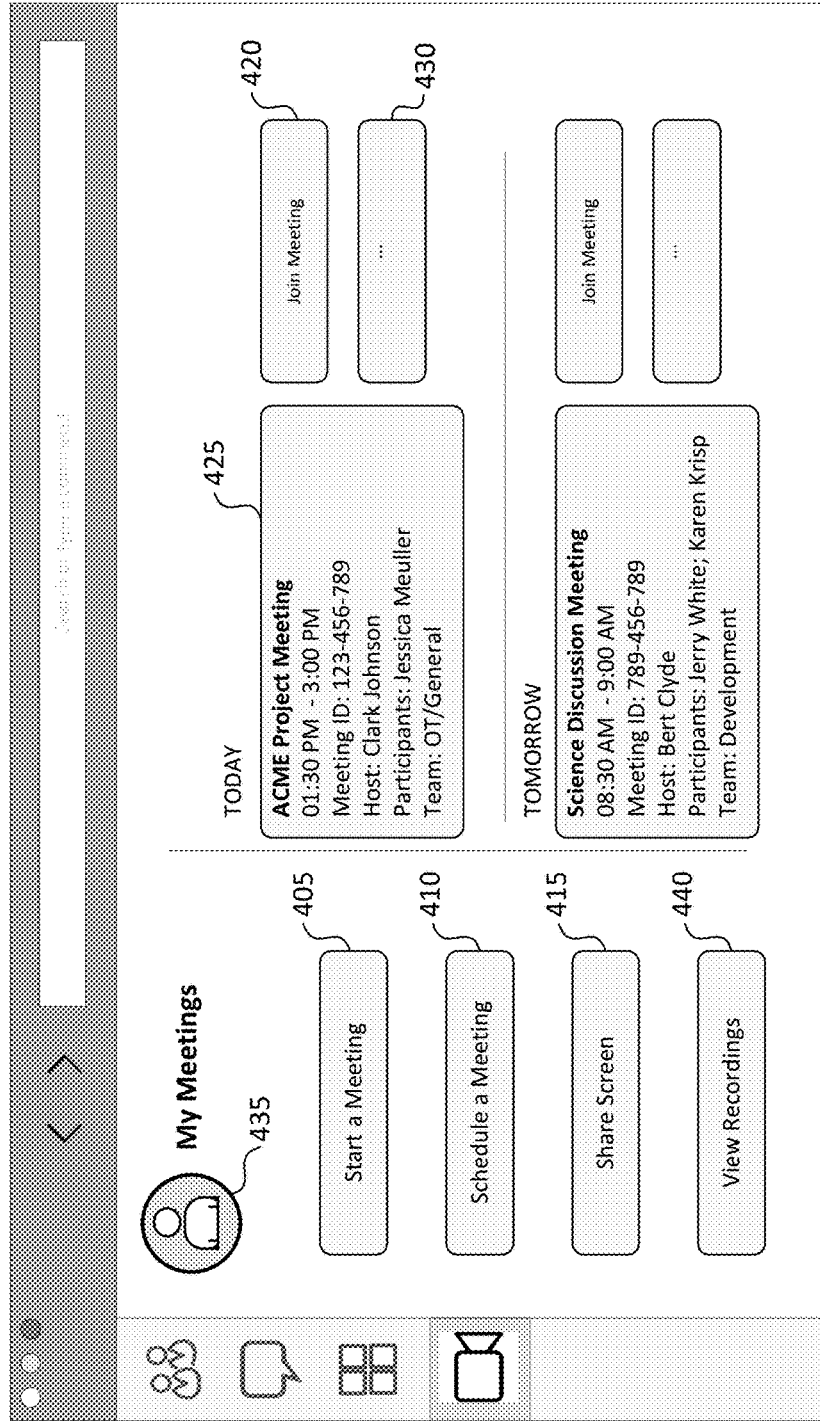 My Meetings
435
Start a Meeting
405
Schedule a Meeting
410
Share Screen
415
View Recordings
440
TODAY
425
ACME Project Meeting
01:30 PM - 3:00 PM
Meeting ID: 123-456-789
Host: Clark Johnson
Participants: Jessica Meuller
Team: OT/General
Join Meeting
420
...
430
TOMORROW
Science Discussion Meeting
08:30 AM - 9:00 AM
Meeting ID: 789-456-789
Host: Bert Clyde
Participants: Jerry White; Karen Krisp
Team: Development
Join Meeting
...